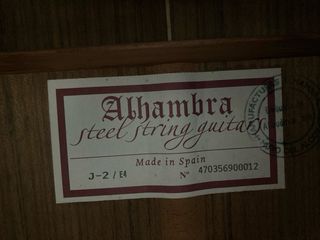 Alhambra
steel string guitars
Made in Spain
J-2/E4 Nº 470356900012